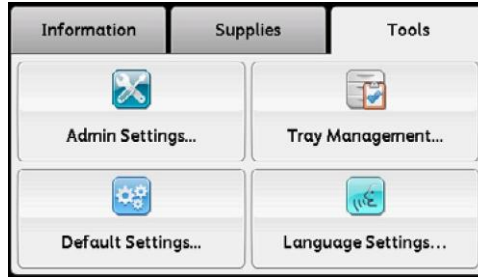 Information Supplies Tools
Admin Settings... Tray Management...
Default Settings... Language Settings...